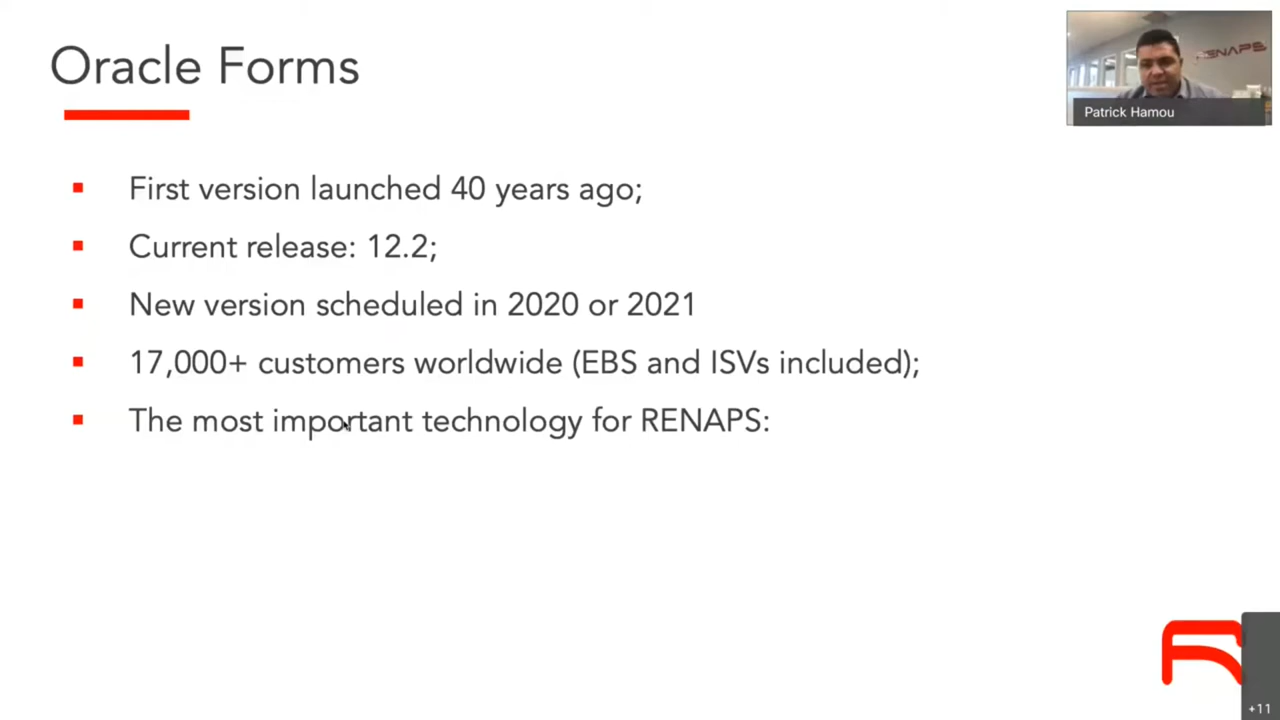 Oracle Forms
RENAPS
Patrick Hamou
First version launched 40 years ago;
Current release: 12.2;
New version scheduled in 2020 or 2021
17,000+ customers worldwide (EBS and ISVs included);
The most important technology for RENAPS:
+11